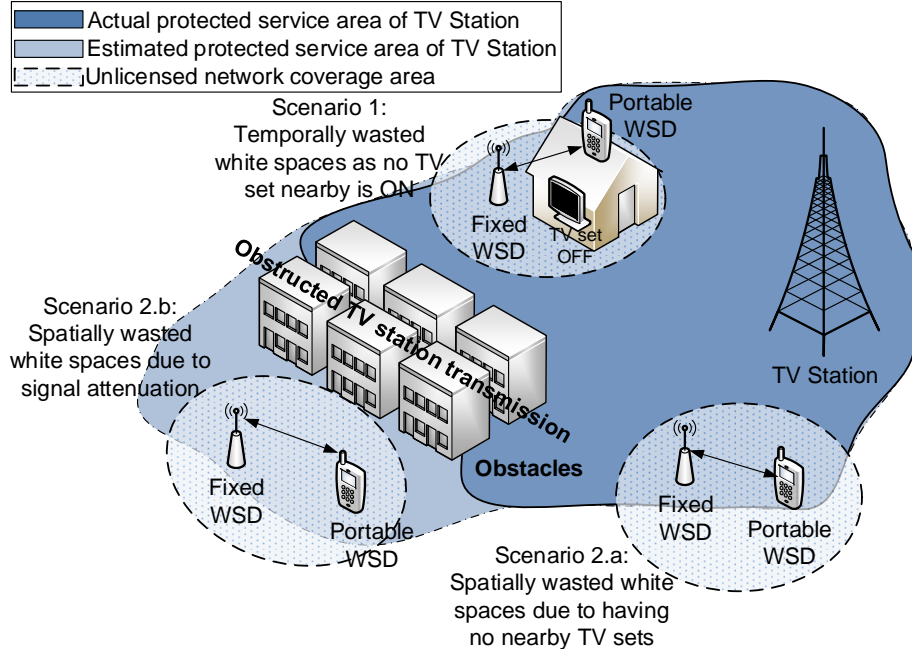 Actual protected service area of TV Station
Estimated protected service area of TV Station
Unlicensed network coverage area
Scenario 1:
Temporally wasted
white spaces as no TV
set nearby is ON
Portable
WSD
Fixed
WSD
TV set
OFF
Obstructed TV station transmission
Scenario 2.b:
Spatially wasted
white spaces due to
signal attenuation
TV Station
Obstacles
Fixed
WSD
Portable
WSD
Fixed
WSD
Portable
WSD
Scenario 2.a:
Spatially wasted white
spaces due to having
no nearby TV sets